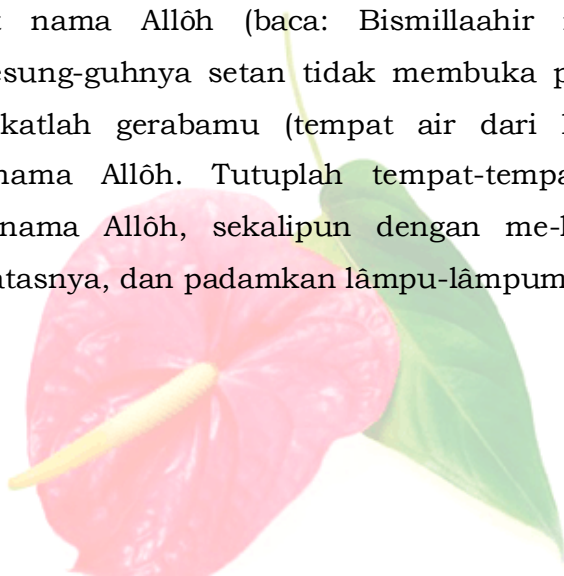 nama Allôh (baca: Bismillaahir
esung-guhnya setan tidak membuka p
katlah gerabamu (tempat air dari
nama Allôh. Tutuplah tempat-tempa
nama Allôh, sekalipun dengan me-l
atasnya, dan padamkan lâmpu-lâmpum